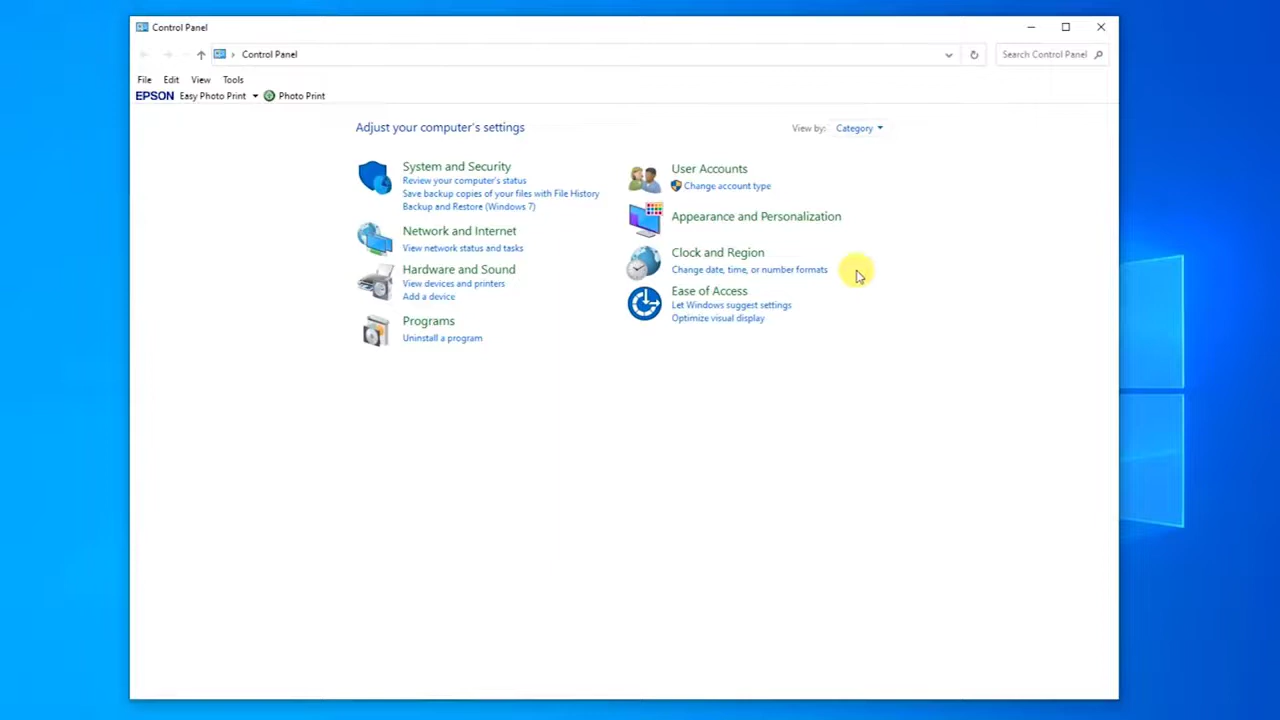 Control Panel
Control Panel
Search Control Panel
File Edit View Tools
EPSON Easy Photo Print Photo Print
Adjust your computer's settings
View by: Category
System and Security
Review your computer's status
Save backup copies of your files with File History
Backup and Restore (Windows 7)
Network and Internet
View network status and tasks
Hardware and Sound
View devices and printers
Add a device
Programs
Uninstall a program
User Accounts
Change account type
Appearance and Personalization
Clock and Region
Change date, time, or number formats
Ease of Access
Let Windows suggest settings
Optimize visual display